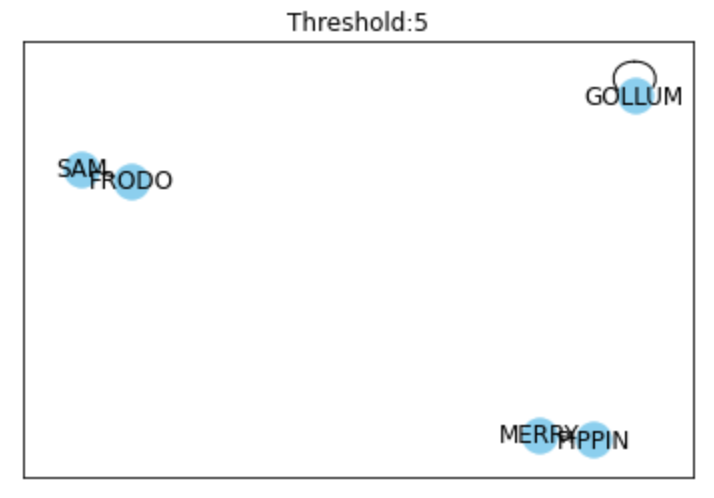 Threshold:5
GOLLUM
SAM
FRODO
MERRY
PIPPIN